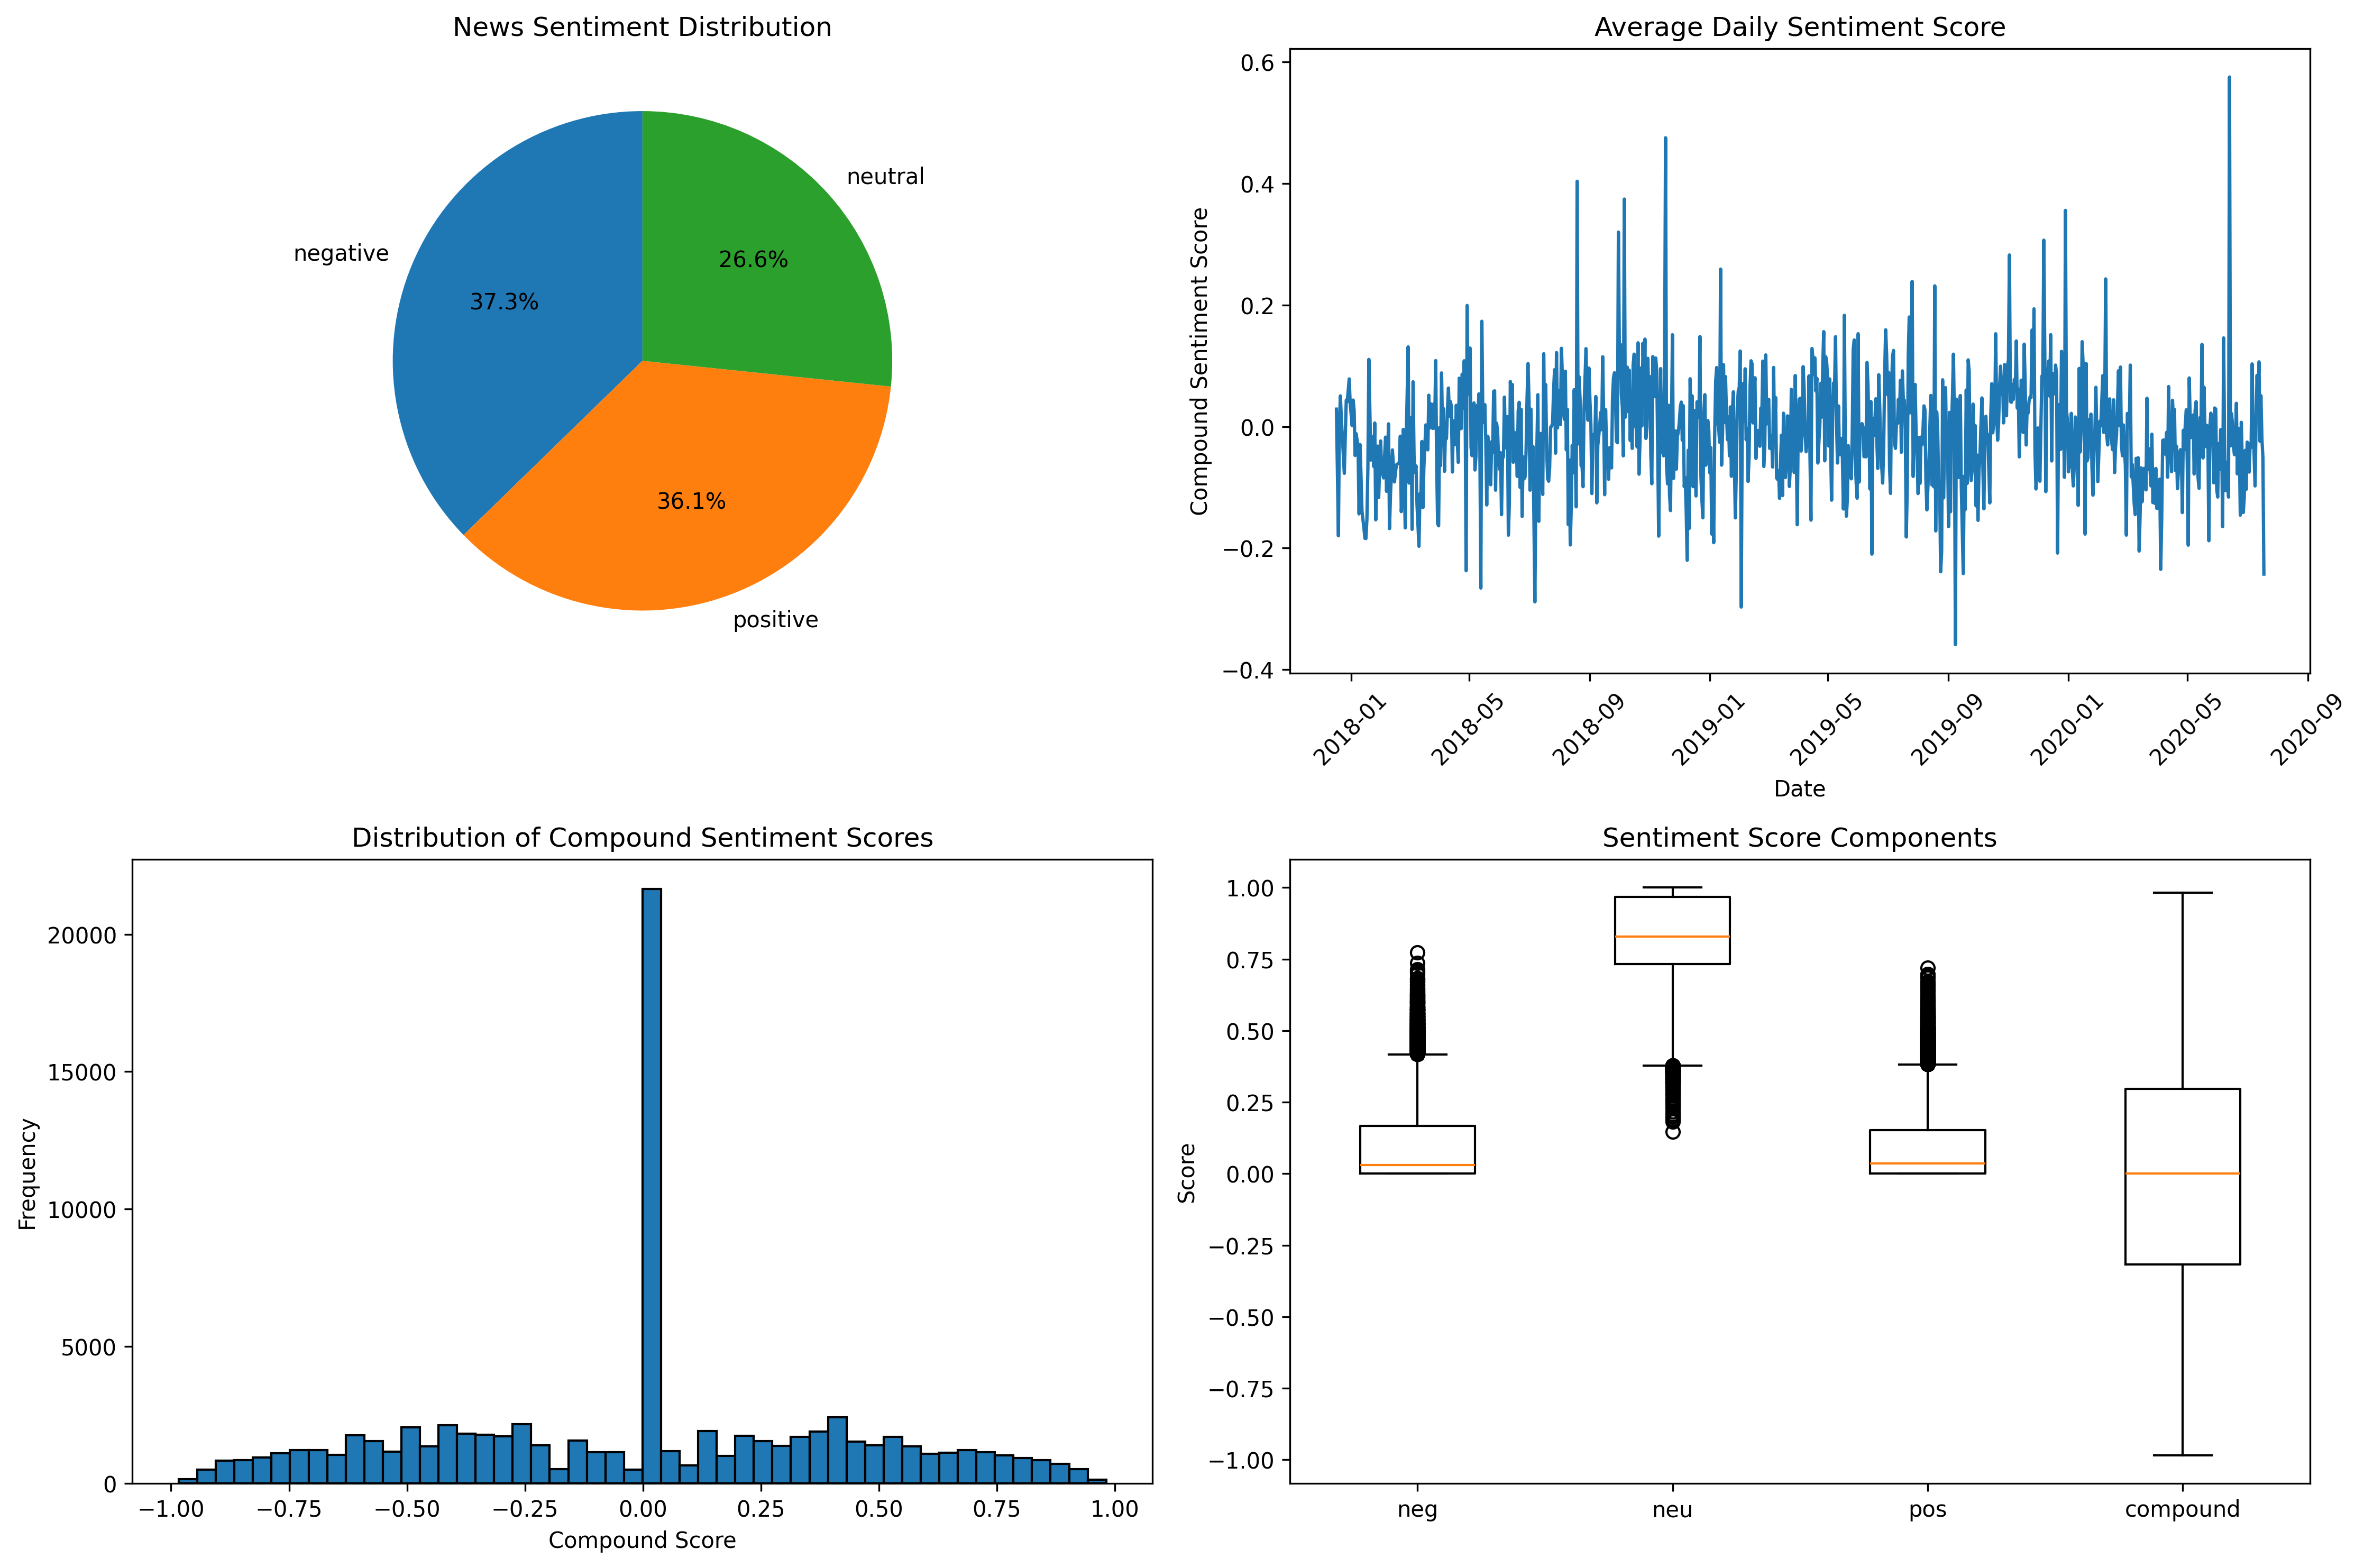 News Sentiment Distribution
neutral
negative
26.6%
37.3%
36.1%
positive
Average Daily Sentiment Score
Compound Sentiment Score
0.6
0.4
0.2
0.0
−0.2
−0.4
2018-01
2018-05
2018-09
2019-01
2019-05
2019-09
2020-01
2020-05
2020-09
Date
Distribution of Compound Sentiment Scores
Frequency
20000
15000
10000
5000
0
−1.00
−0.75
−0.50
−0.25
0.00
0.25
0.50
0.75
1.00
Compound Score
Sentiment Score Components
Score
1.00
0.75
0.50
0.25
0.00
−0.25
−0.50
−0.75
−1.00
neg
neu
pos
compound